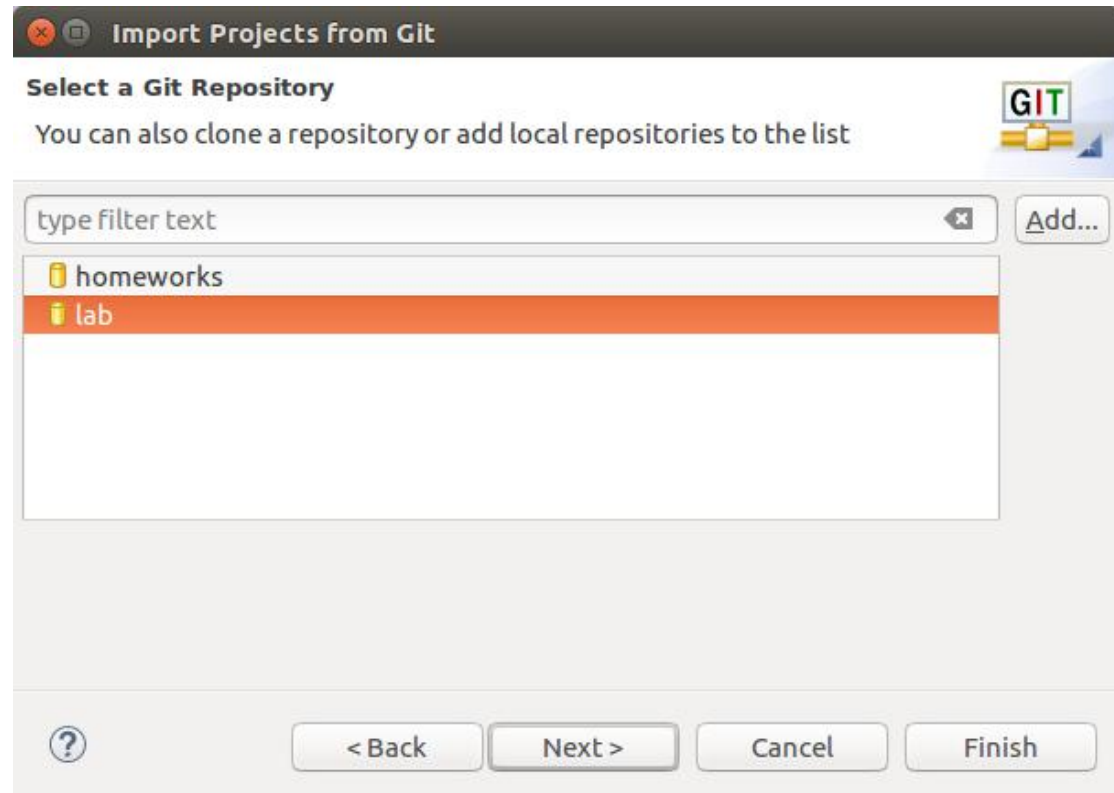 Import Projects from Git
Select a Git Repository
You can also clone a repository or add local repositories to the list
GIT
type filter text
Add...
homeworks
lab
?
< Back
Next >
Cancel
Finish